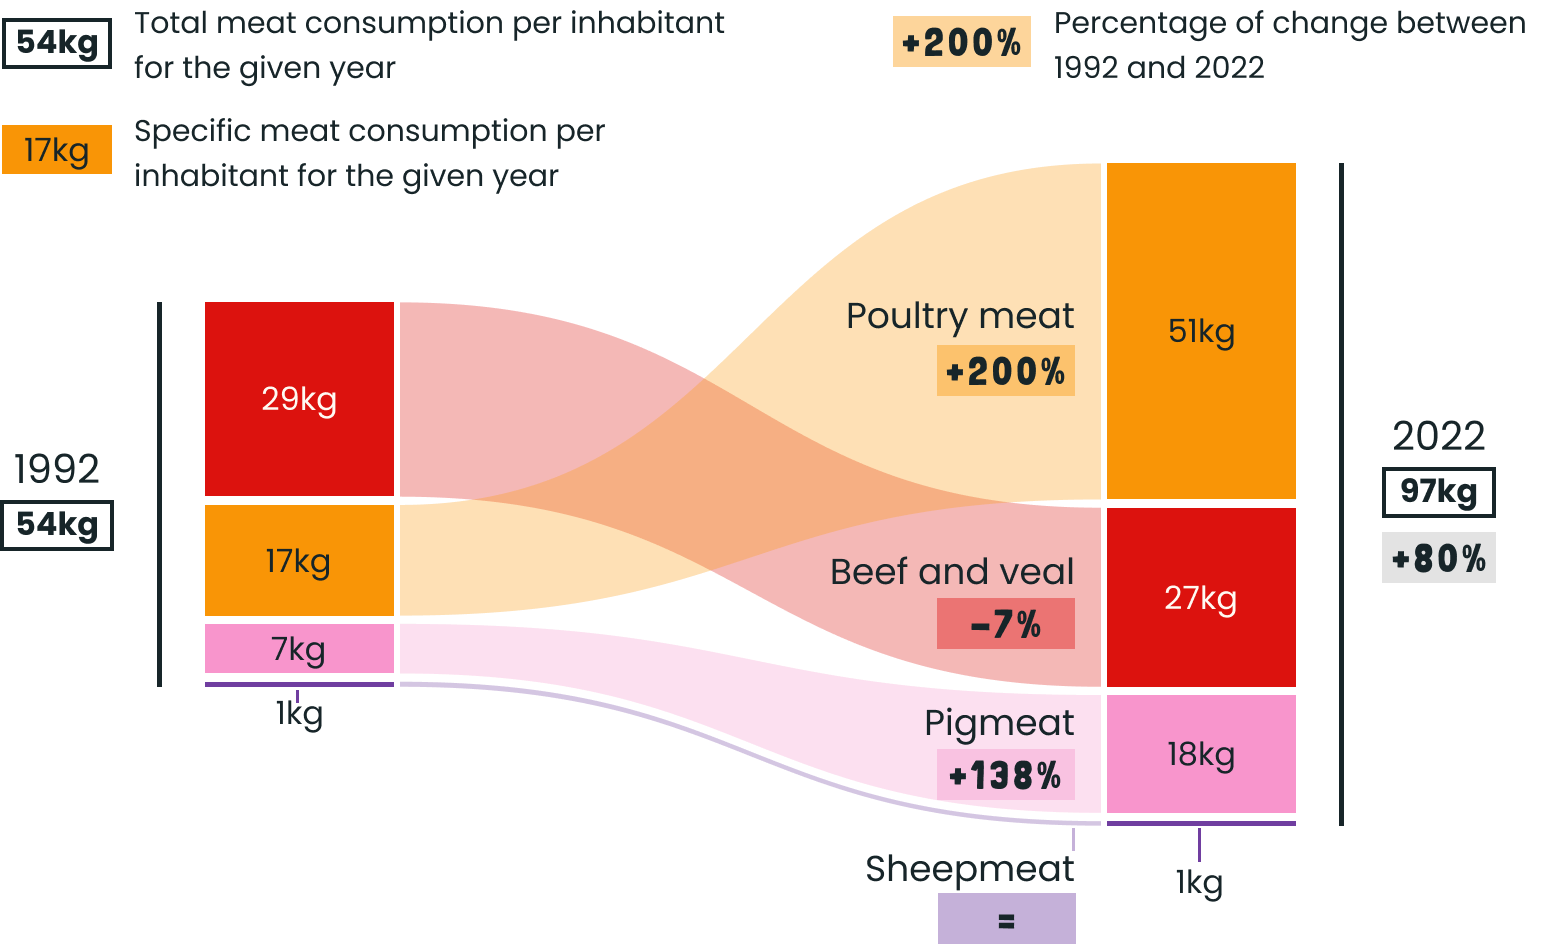 54kg
Total meat consumption per inhabitant
for the given year
+200%
Percentage of change between
1992 and 2022
17kg
Specific meat consumption per
inhabitant for the given year
1992
54kg
29kg
17kg
7kg
1kg
Poultry meat
+200%
Beef and veal
-7%
Pigmeat
+138%
Sheepmeat
=
51kg
27kg
18kg
1kg
2022
97kg
+80%